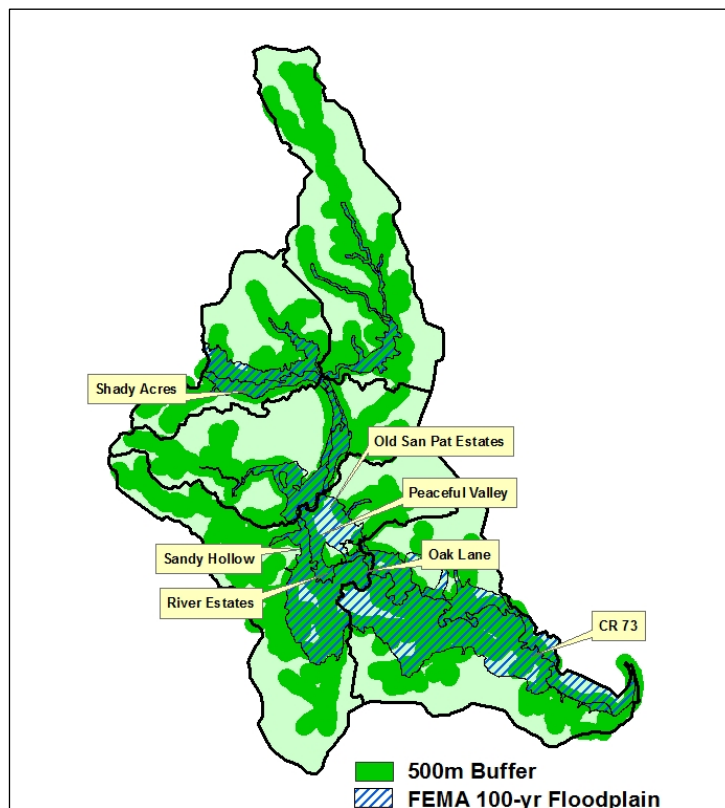 Shady Acres
Old San Pat Estates
Peaceful Valley
Sandy Hollow
Oak Lane
River Estates
CR 73
500m Buffer
FEMA 100-yr Floodplain